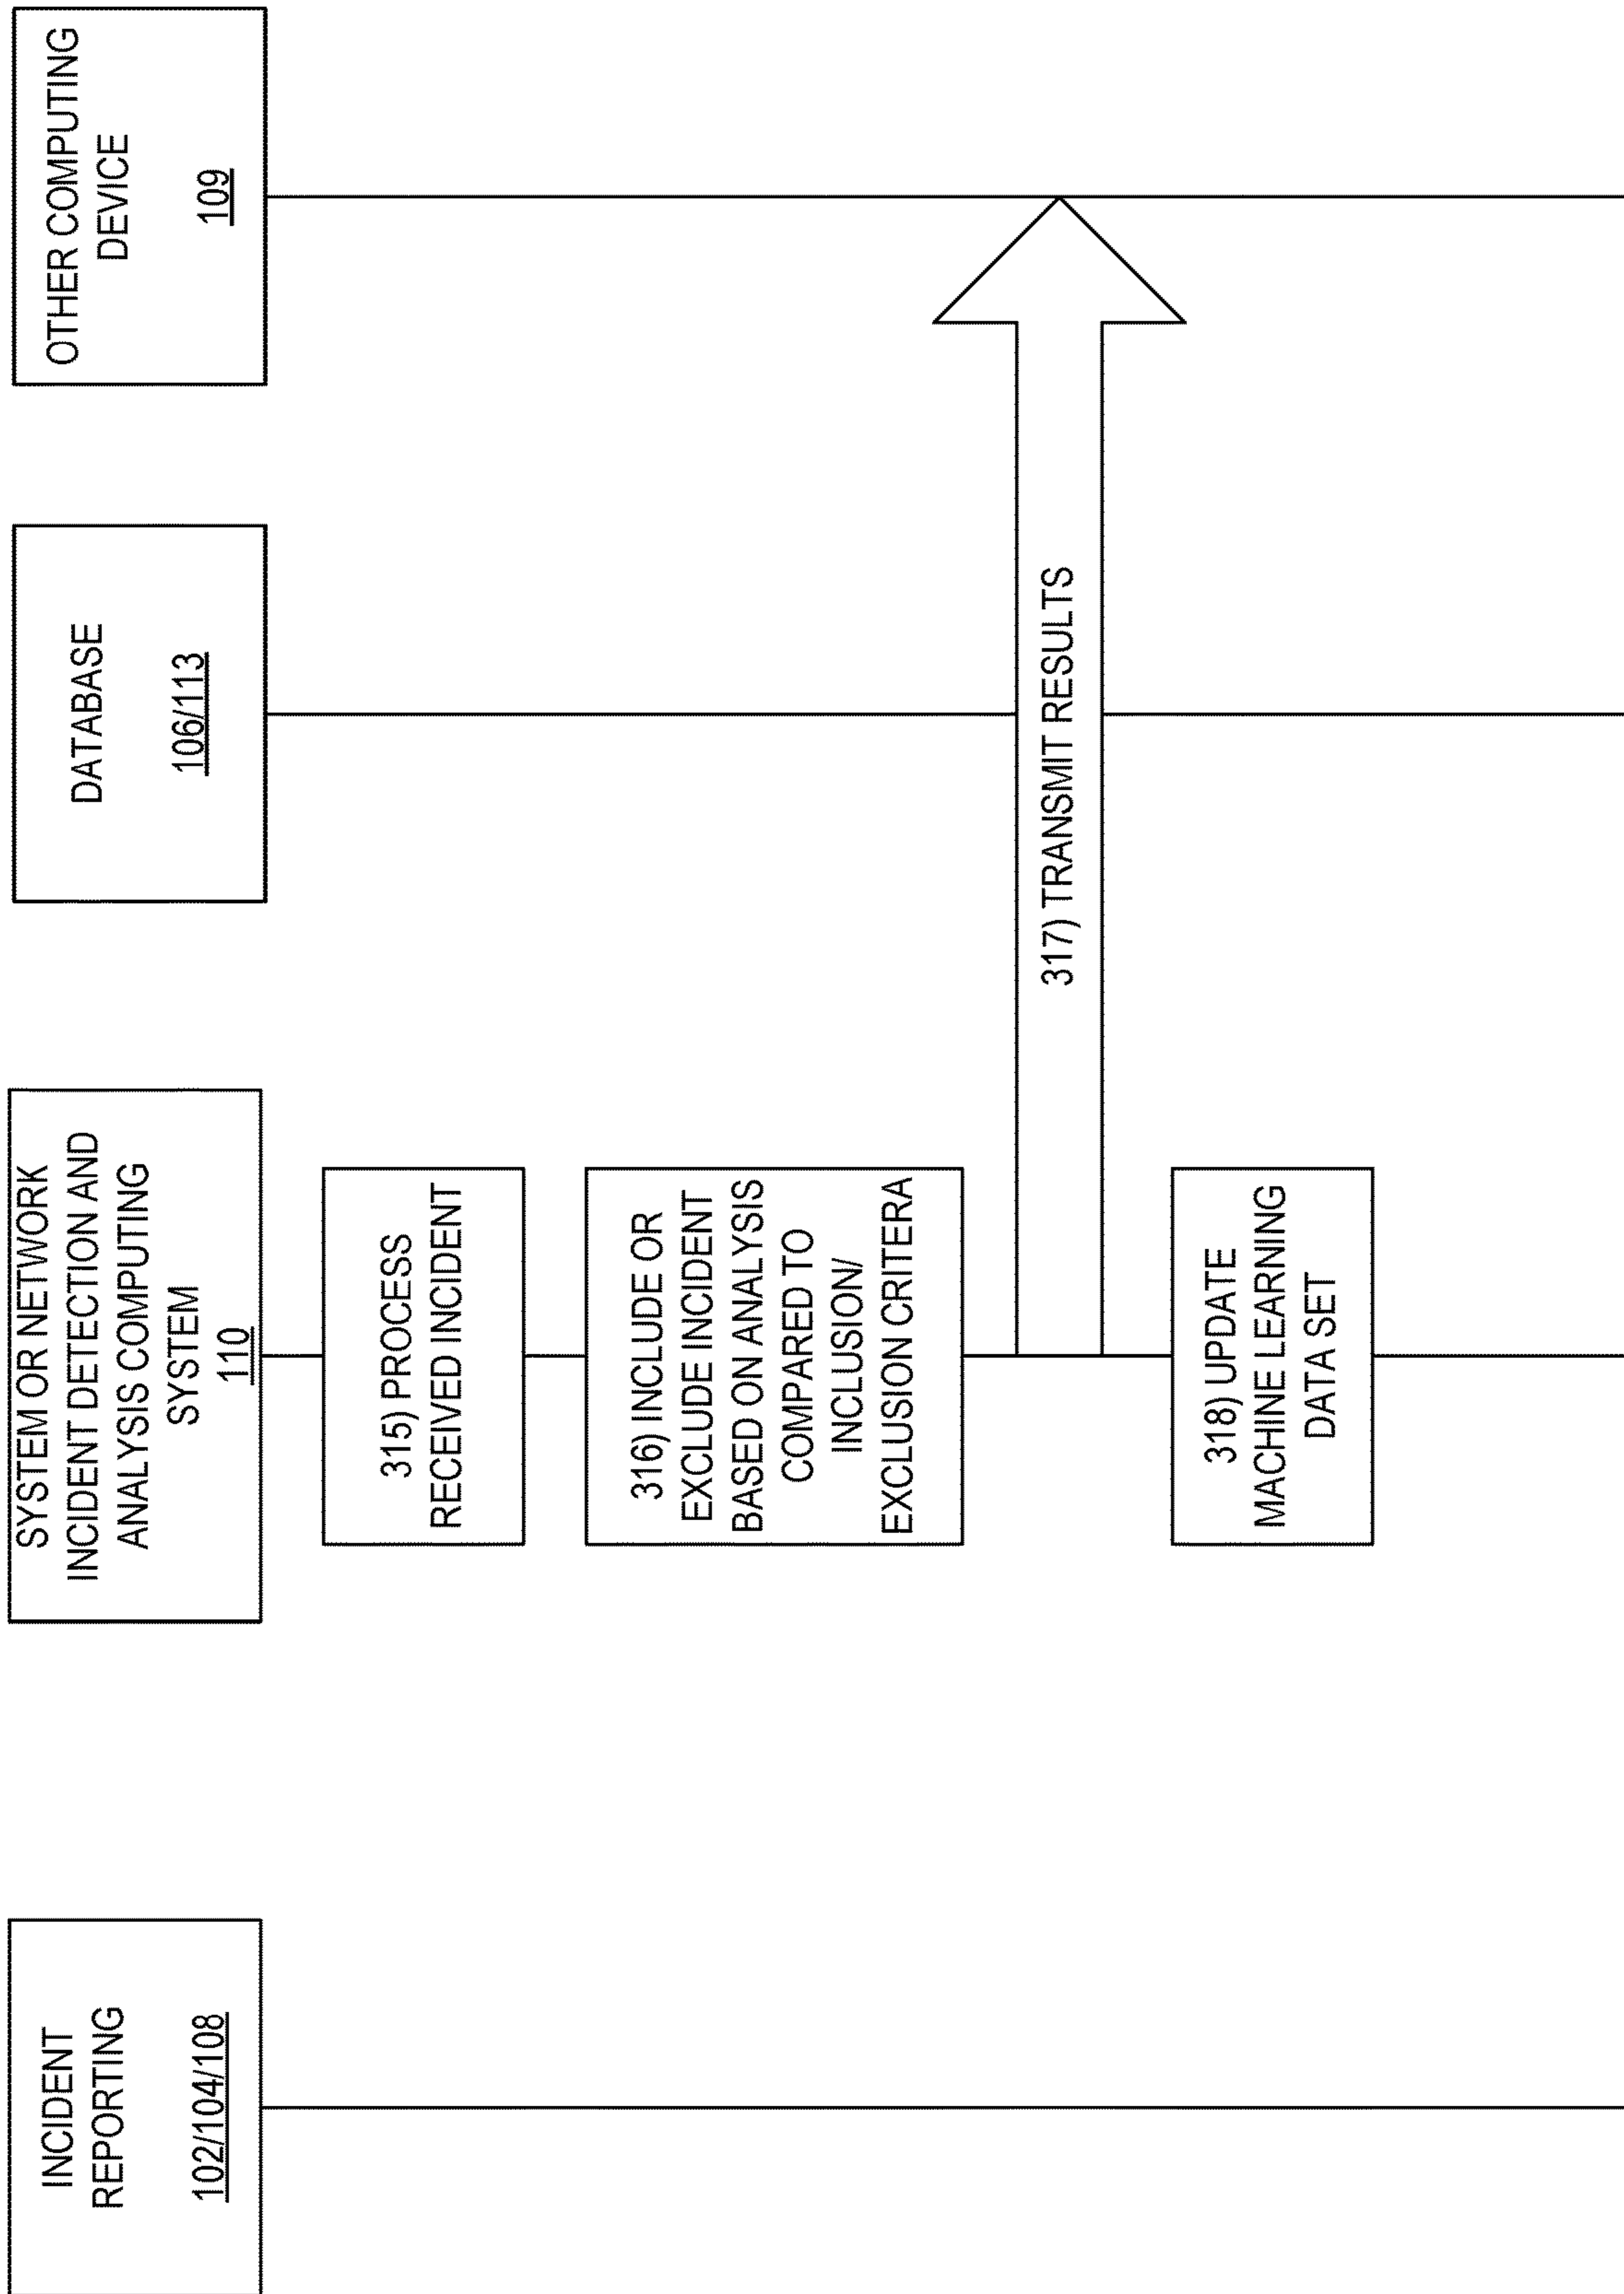 INCIDENT
REPORTING
102/104/108
SYSTEM OR NETWORK
INCIDENT DETECTION AND
ANALYSIS COMPUTING
SYSTEM
110
DATABASE
106/113
OTHER COMPUTING
DEVICE
109
315) PROCESS
RECEIVED INCIDENT
316) INCLUDE OR
EXCLUDE INCIDENT
BASED ON ANALYSIS
COMPARED TO
INCLUSION/
EXCLUSION CRITERA
317) TRANSMIT RESULTS
318) UPDATE
MACHINE LEARNING
DATA SET